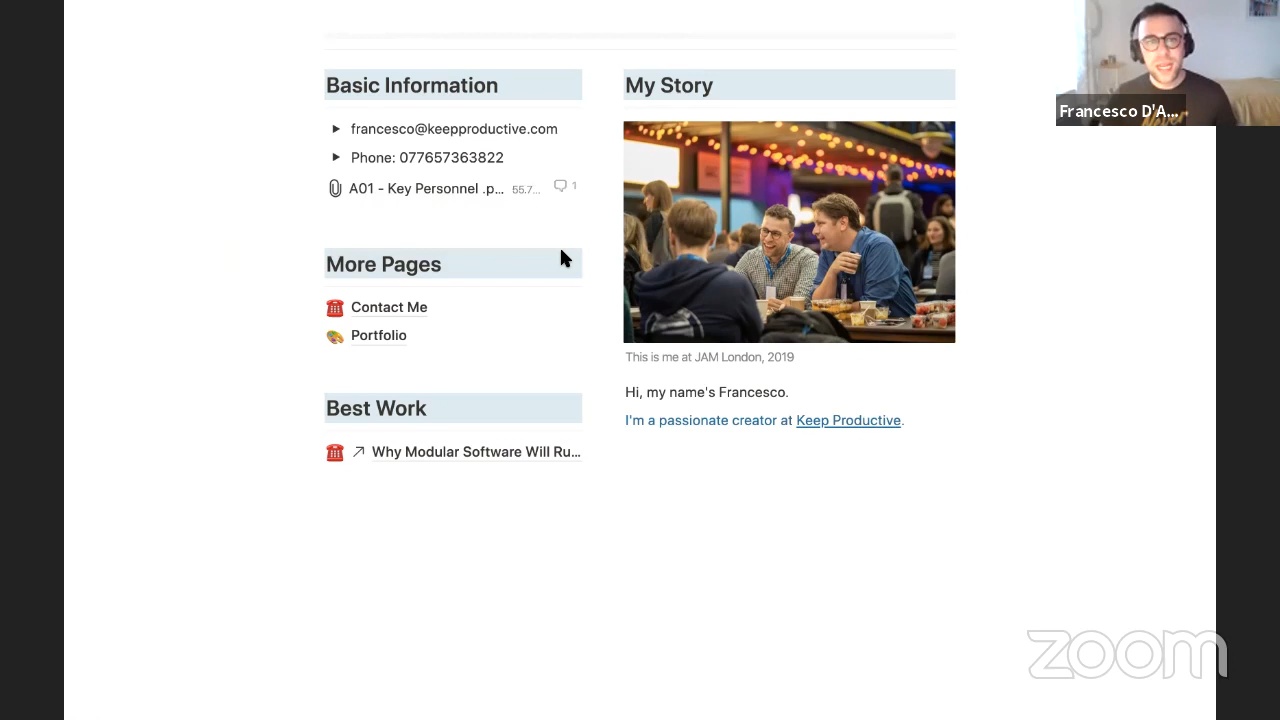 Basic Information
francesco@keepproductive.com
Phone: 077657363822
A01 - Key Personnel .p... 55.7... 1
More Pages
Contact Me
Portfolio
Best Work
Why Modular Software Will Ru...
My Story
This is me at JAM London, 2019
Hi, my name's Francesco.
I'm a passionate creator at Keep Productive.
Francesco D'A...
zoom